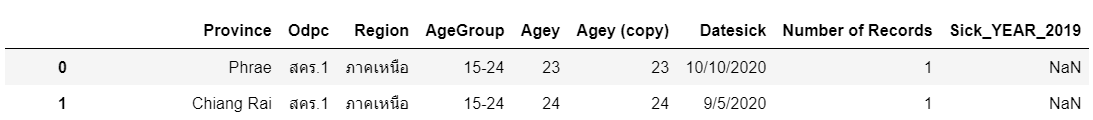 Province Odpc Region AgeGroup Agey Agey (copy) Datesick Number of Records Sick_YEAR_2019
0 Phrae สคร.1 ภาคเหนือ 15-24 23 23 10/10/2020 1 NaN
1 Chiang Rai สคร.1 ภาคเหนือ 15-24 24 24 9/5/2020 1 NaN